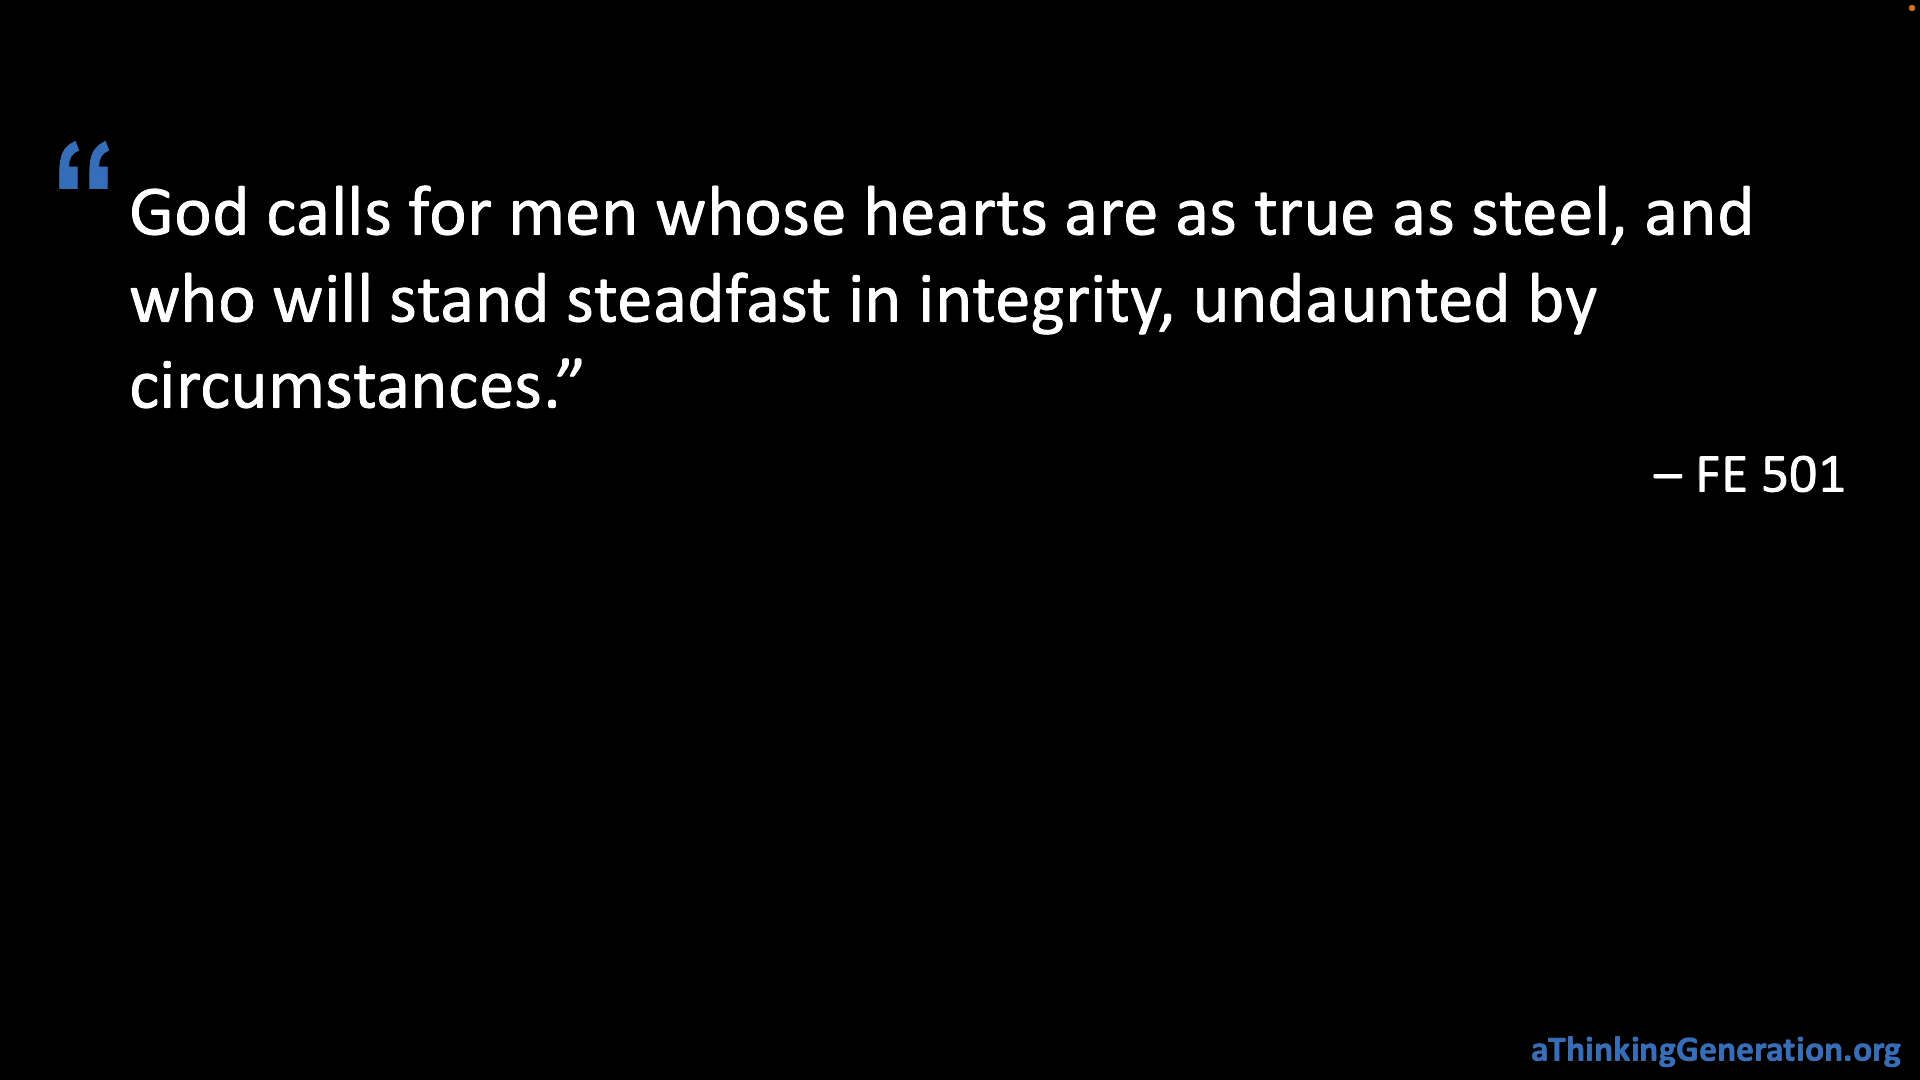 “God calls for men whose hearts are as true as steel, and
who will stand steadfast in integrity, undaunted by
circumstances.”
– FE 501
aThinkingGeneration.org